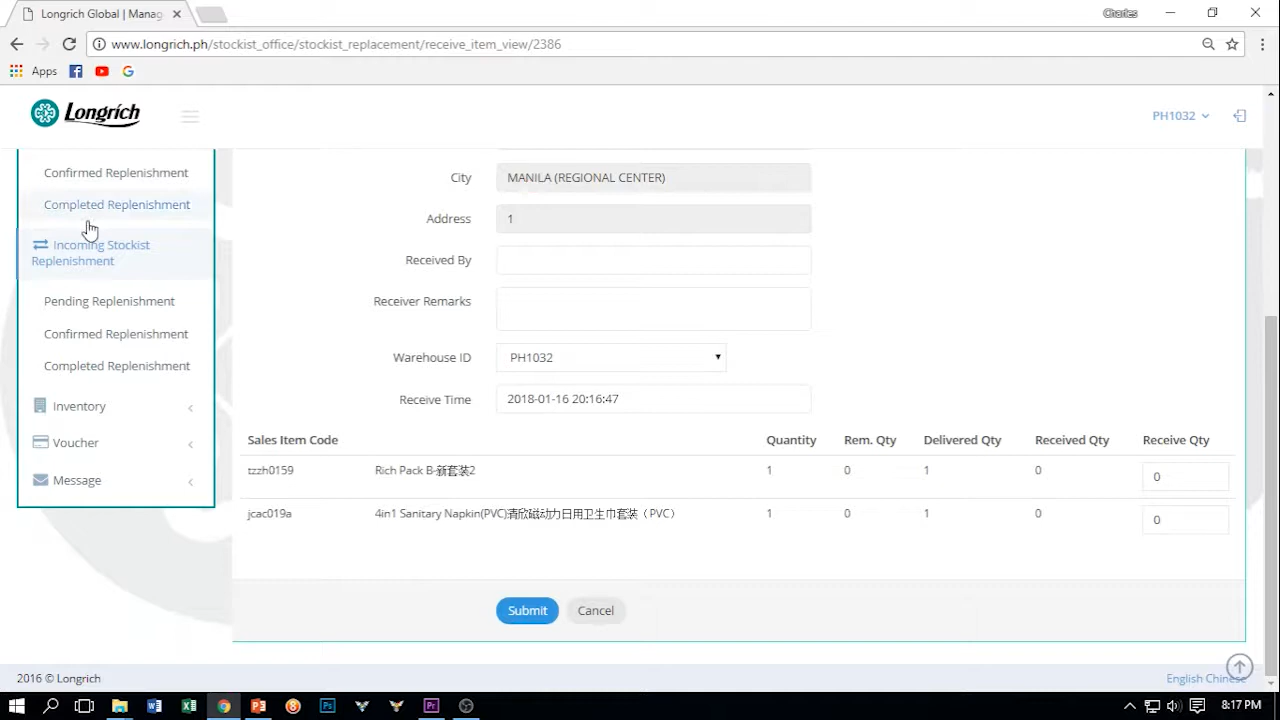 Longrich Global | Manag
Charles
www.longrich.ph/stockist_office/stockist_replacement/receive_item_view/2386
Apps
Longrích
PH1032
Confirmed Replenishment
Completed Replenishment
Incoming Stockist
Replenishment
Pending Replenishment
Confirmed Replenishment
Completed Replenishment
Inventory
Voucher
Message
City MANILA (REGIONAL CENTER)
Address 1
Received By
Receiver Remarks
Warehouse ID PH1032
Receive Time 2018-01-16 20:16:47
Sales Item Code Quantity Rem. Qty Delivered Qty Received Qty Receive Qty
tzzh0159 Rich Pack B-新套装2 1 0 1 0 0
jcac019a 4in1 Sanitary Napkin(PVC)清欣磁动力日用卫生巾套装（PVC） 1 0 1 0 0
Submit Cancel
2016 © Longrich
English Chinese
8:17 PM